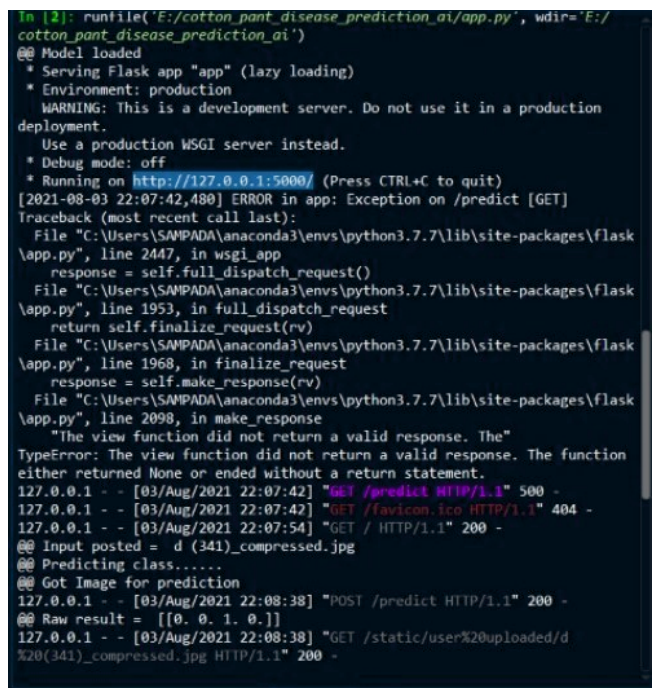 In [2]: runfile('E:/cotton_pant_disease_prediction_ai/app.py', wdir='E:/
cotton_pant_disease_prediction_ai')
@@ Model loaded
 * Serving Flask app "app" (lazy loading)
 * Environment: production
   WARNING: This is a development server. Do not use it in a production
deployment.
   Use a production WSGI server instead.
 * Debug mode: off
 * Running on http://127.0.0.1:5000/ (Press CTRL+C to quit)
[2021-08-03 22:07:42,480] ERROR in app: Exception on /predict [GET]
Traceback (most recent call last):
  File "C:\Users\SAMPADA\anaconda3\envs\python3.7.7\lib\site-packages\flask
\app.py", line 2447, in wsgi_app
    response = self.full_dispatch_request()
  File "C:\Users\SAMPADA\anaconda3\envs\python3.7.7\lib\site-packages\flask
\app.py", line 1953, in full_dispatch_request
    return self.finalize_request(rv)
  File "C:\Users\SAMPADA\anaconda3\envs\python3.7.7\lib\site-packages\flask
\app.py", line 1968, in finalize_request
    response = self.make_response(rv)
  File "C:\Users\SAMPADA\anaconda3\envs\python3.7.7\lib\site-packages\flask
\app.py", line 2098, in make_response
    "The view function did not return a valid response. The"
TypeError: The view function did not return a valid response. The function
either returned None or ended without a return statement.
127.0.0.1 - - [03/Aug/2021 22:07:42] "GET /predict HTTP/1.1" 500 -
127.0.0.1 - - [03/Aug/2021 22:07:42] "GET /favicon.ico HTTP/1.1" 404 -
127.0.0.1 - - [03/Aug/2021 22:07:54] "GET / HTTP/1.1" 200 -
@@ Input posted =  d (341)_compressed.jpg
@@ Predicting class......
@@ Got Image for prediction
127.0.0.1 - - [03/Aug/2021 22:08:38] "POST /predict HTTP/1.1" 200 -
@@ Raw result =  [[0. 0. 1. 0.]]
127.0.0.1 - - [03/Aug/2021 22:08:38] "GET /static/user%20uploaded/d
%20(341)_compressed.jpg HTTP/1.1" 200 -